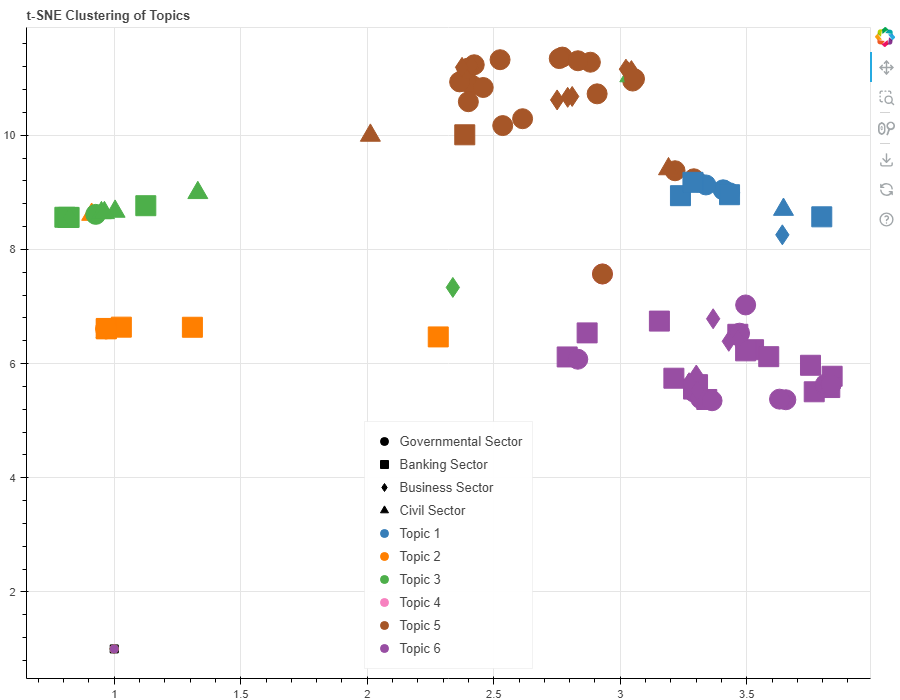 t-SNE Clustering of Topics
10
8
6
4
2
Governmental Sector
Banking Sector
Business Sector
Civil Sector
Topic 1
Topic 2
Topic 3
Topic 4
Topic 5
Topic 6
1 1.5 2 2.5 3 3.5